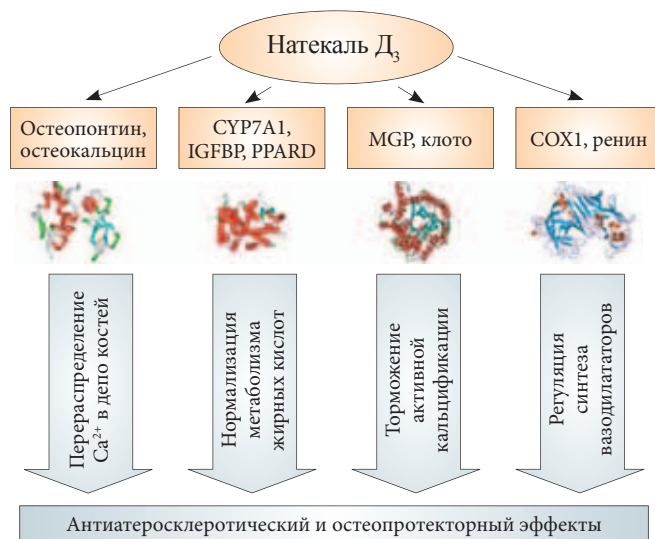 Натекаль Д₃
Остеопонтин,
остеокальцин
CYP7A1,
IGFBP, PPARD
MGP, клото
COX1, ренин
Перераспределение
Ca²⁺ в депо костей
Нормализация
метаболизма
жирных кислот
Торможение
активной
кальцификации
Регуляция
синтеза
вазодилататоров
Антиатеросклеротический и остеопротекторный эффекты